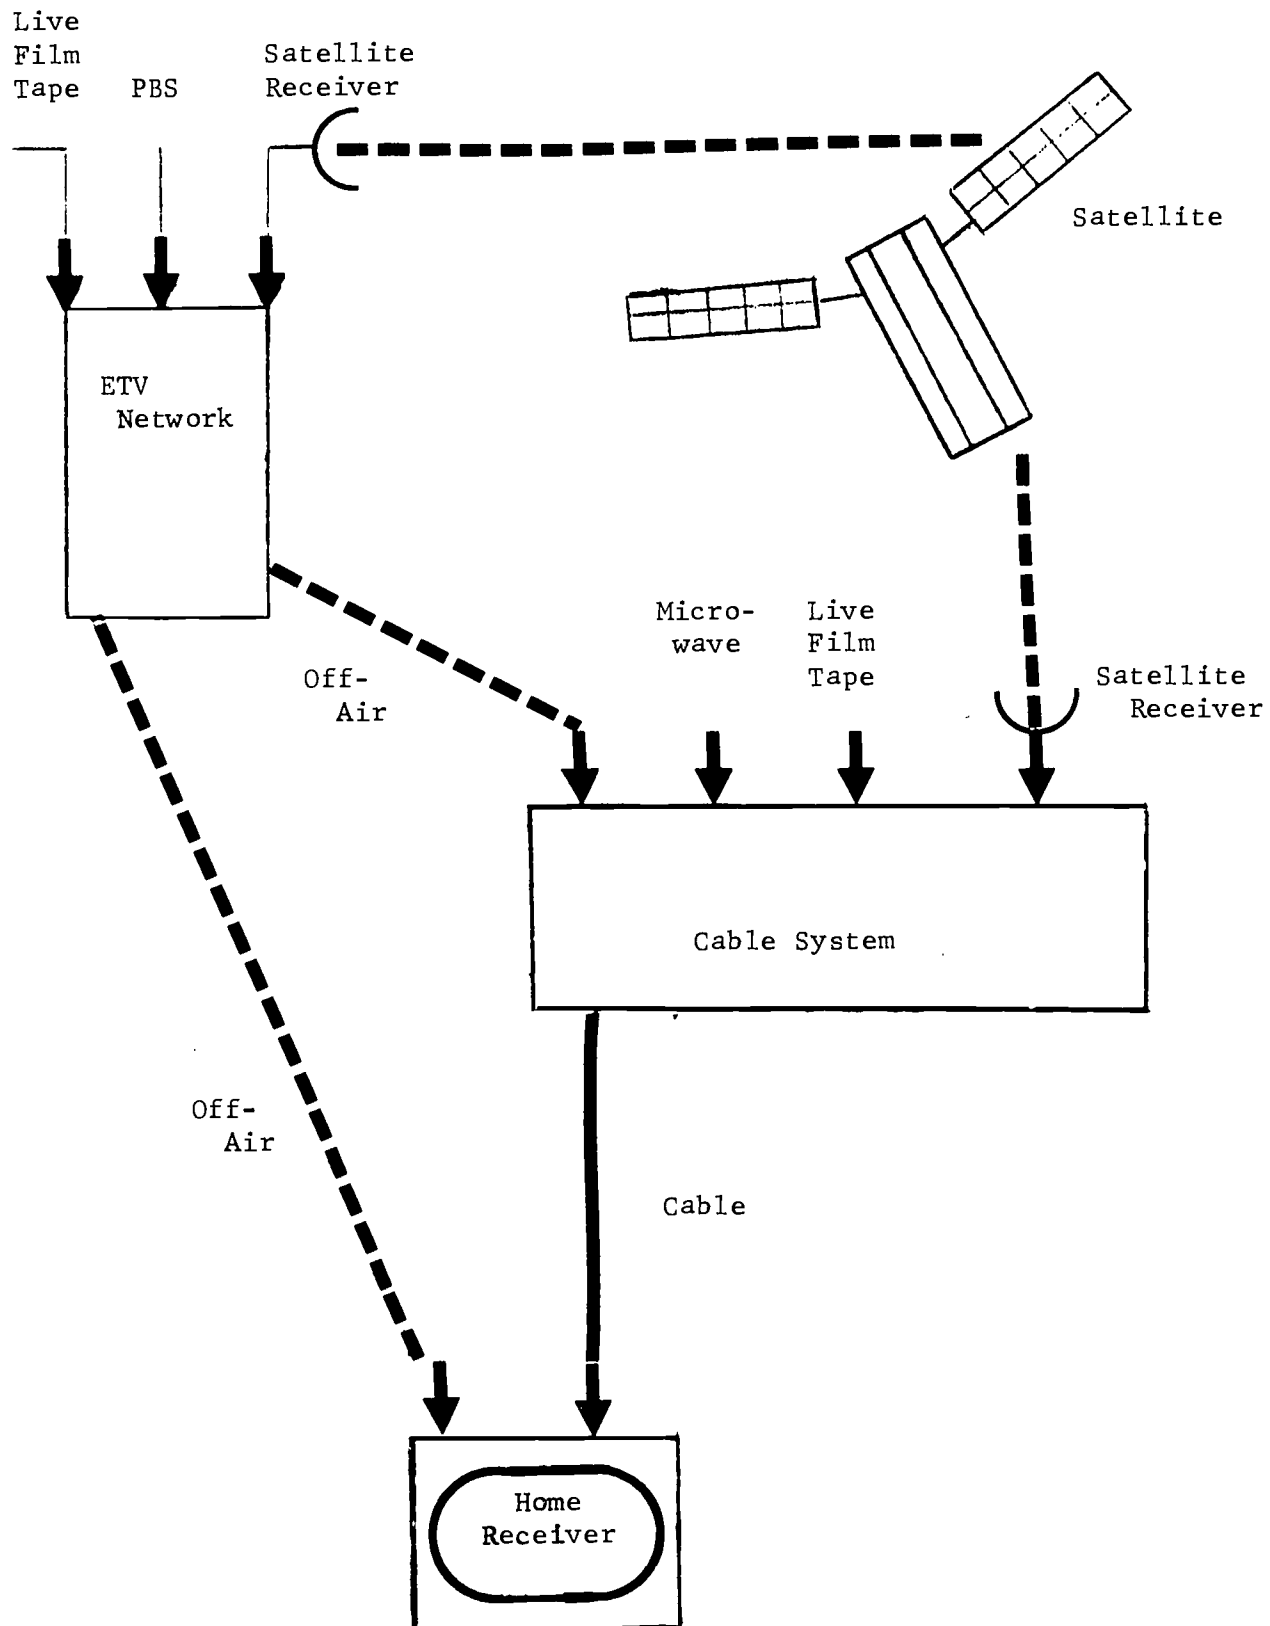 Live
Film
Tape
PBS
Satellite
Receiver
Satellite
ETV
Network
Micro-
wave
Live
Film
Tape
Off-
Air
Satellite
Receiver
Cable System
Off-
Air
Cable
Home
Receiver